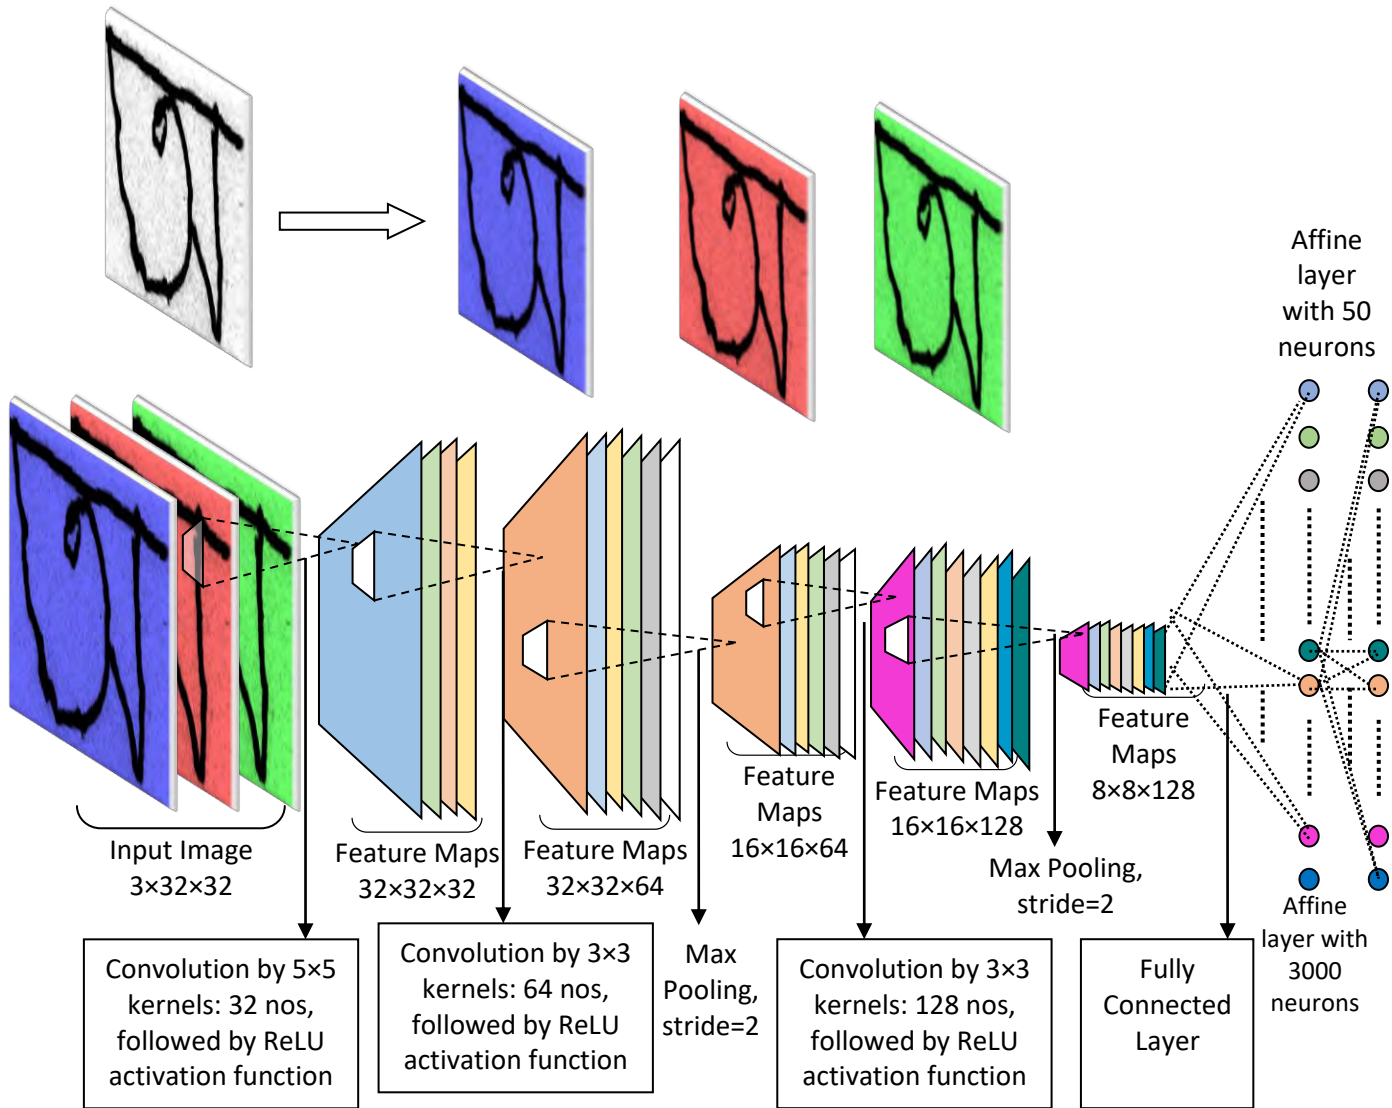 Affine
layer
with 50
neurons
Input Image
3×32×32
Feature Maps
32×32×32
Feature Maps
32×32×64
Feature
Maps
16×16×64
Feature Maps
16×16×128
Feature
Maps
8×8×128
Max Pooling,
stride=2
Affine
layer with
3000
neurons
Convolution by 5×5
kernels: 32 nos,
followed by ReLU
activation function
Convolution by 3×3
kernels: 64 nos,
followed by ReLU
activation function
Max
Pooling,
stride=2
Convolution by 3×3
kernels: 128 nos,
followed by ReLU
activation function
Fully
Connected
Layer